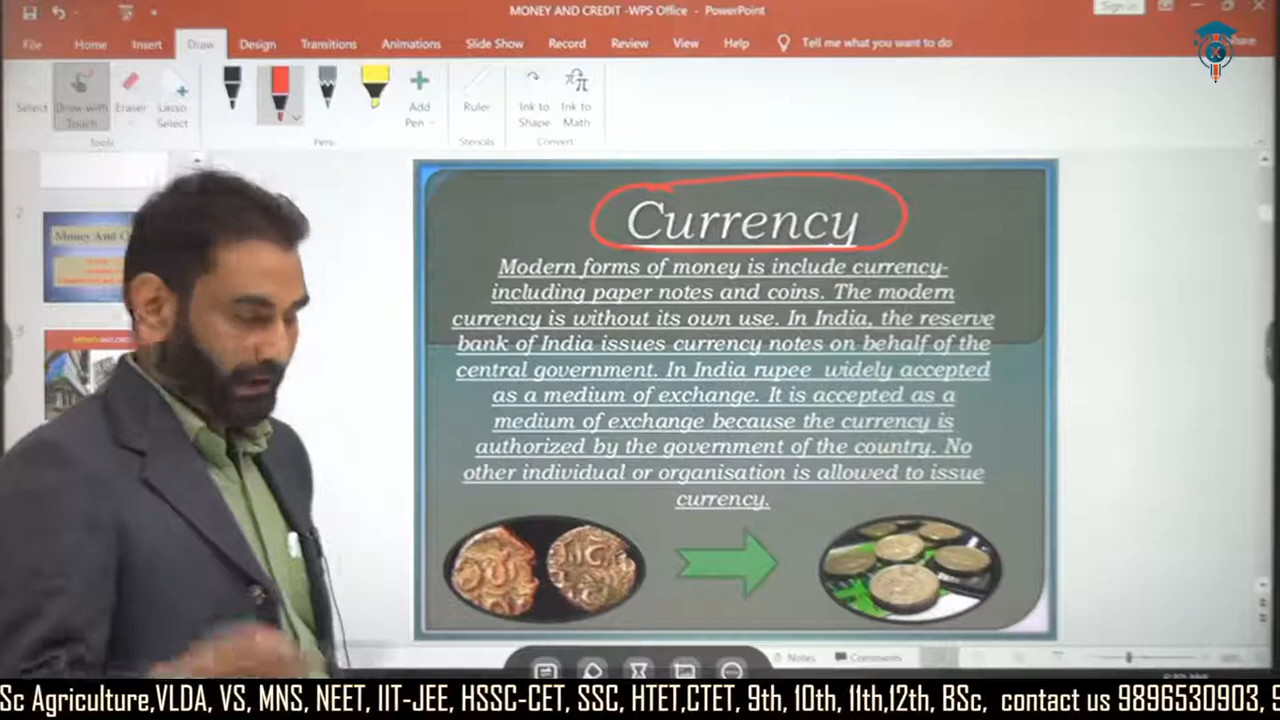 MONEY AND CREDIT -WPS Office - PowerPoint
Sign in
File Home Insert Draw Design Transitions Animations Slide Show Record Review View Help Tell me what you want to do
Select Draw with Touch Eraser Lasso Select
Add Pen
Ruler
Ink to Shape
Ink to Math
Tools
Pens
Stencils
Convert
2
Money And
3
Currency
Modern forms of money is include currency-
including paper notes and coins. The modern
currency is without its own use. In India, the reserve
bank of India issues currency notes on behalf of the
central government. In India rupee widely accepted
as a medium of exchange. It is accepted as a
medium of exchange because the currency is
authorized by the government of the country. No
other individual or organisation is allowed to issue
currency.
Notes Comments
Sc Agriculture,VLDA, VS, MNS, NEET, IIT-JEE, HSSC-CET, SSC, HTET,CTET, 9th, 10th, 11th,12th, BSc, contact us 9896530903,